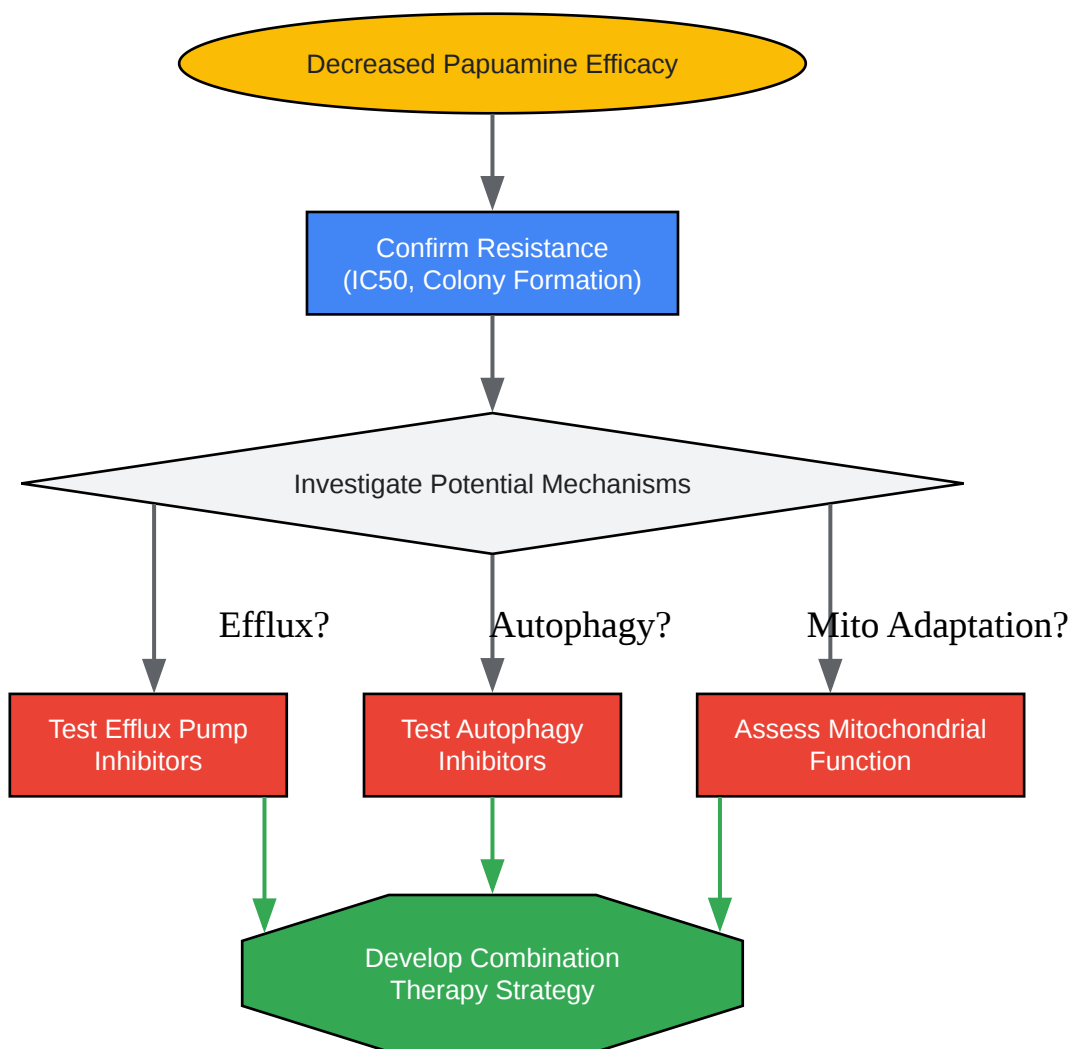 Decreased Papuamine Efficacy
Confirm Resistance
(IC50, Colony Formation)
Investigate Potential Mechanisms
Efflux?
Autophagy?
Mito Adaptation?
Test Efflux Pump
Inhibitors
Test Autophagy
Inhibitors
Assess Mitochondrial
Function
Develop Combination
Therapy Strategy